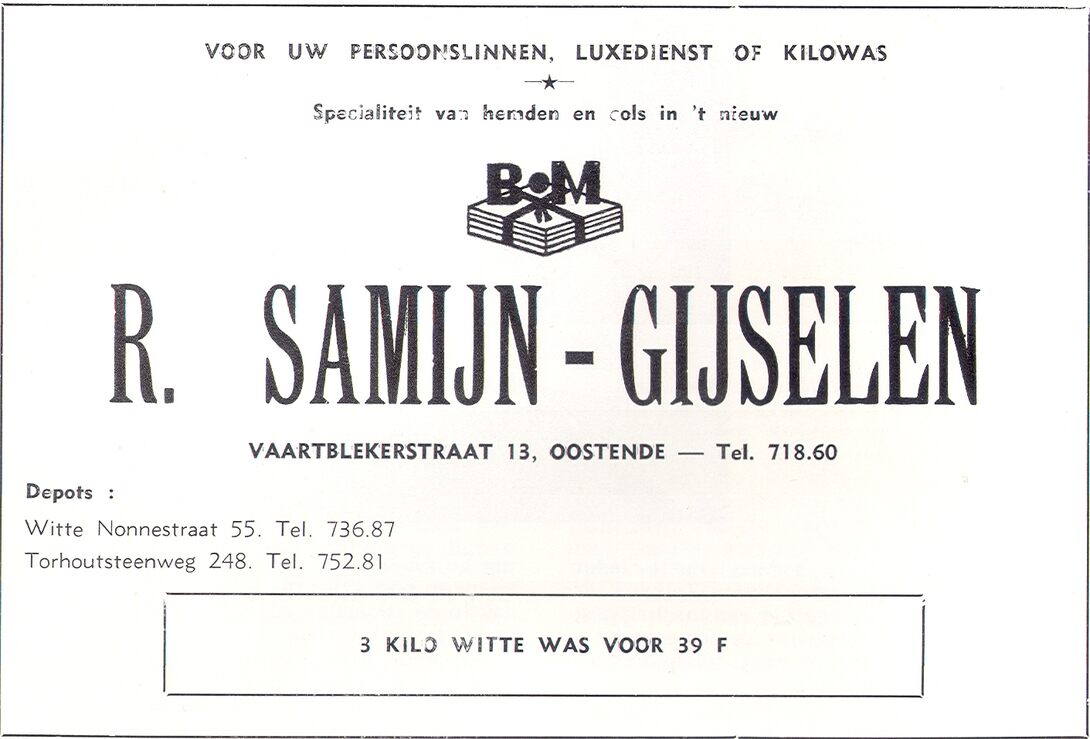 VOOR UW PERSOONSLINNEN, LUXEDIENST OF KILOWAS
Specialiteit van hemden en cols in 't nieuw
B M
R. SAMIJN - GIJSELEN
VAARTBLEKERSTRAAT 13, OOSTENDE — Tel. 718.60
Depots :
Witte Nonnestraat 55. Tel. 736.87
Torhoutsteenweg 248. Tel. 752.81
3 KILO WITTE WAS VOOR 39 F